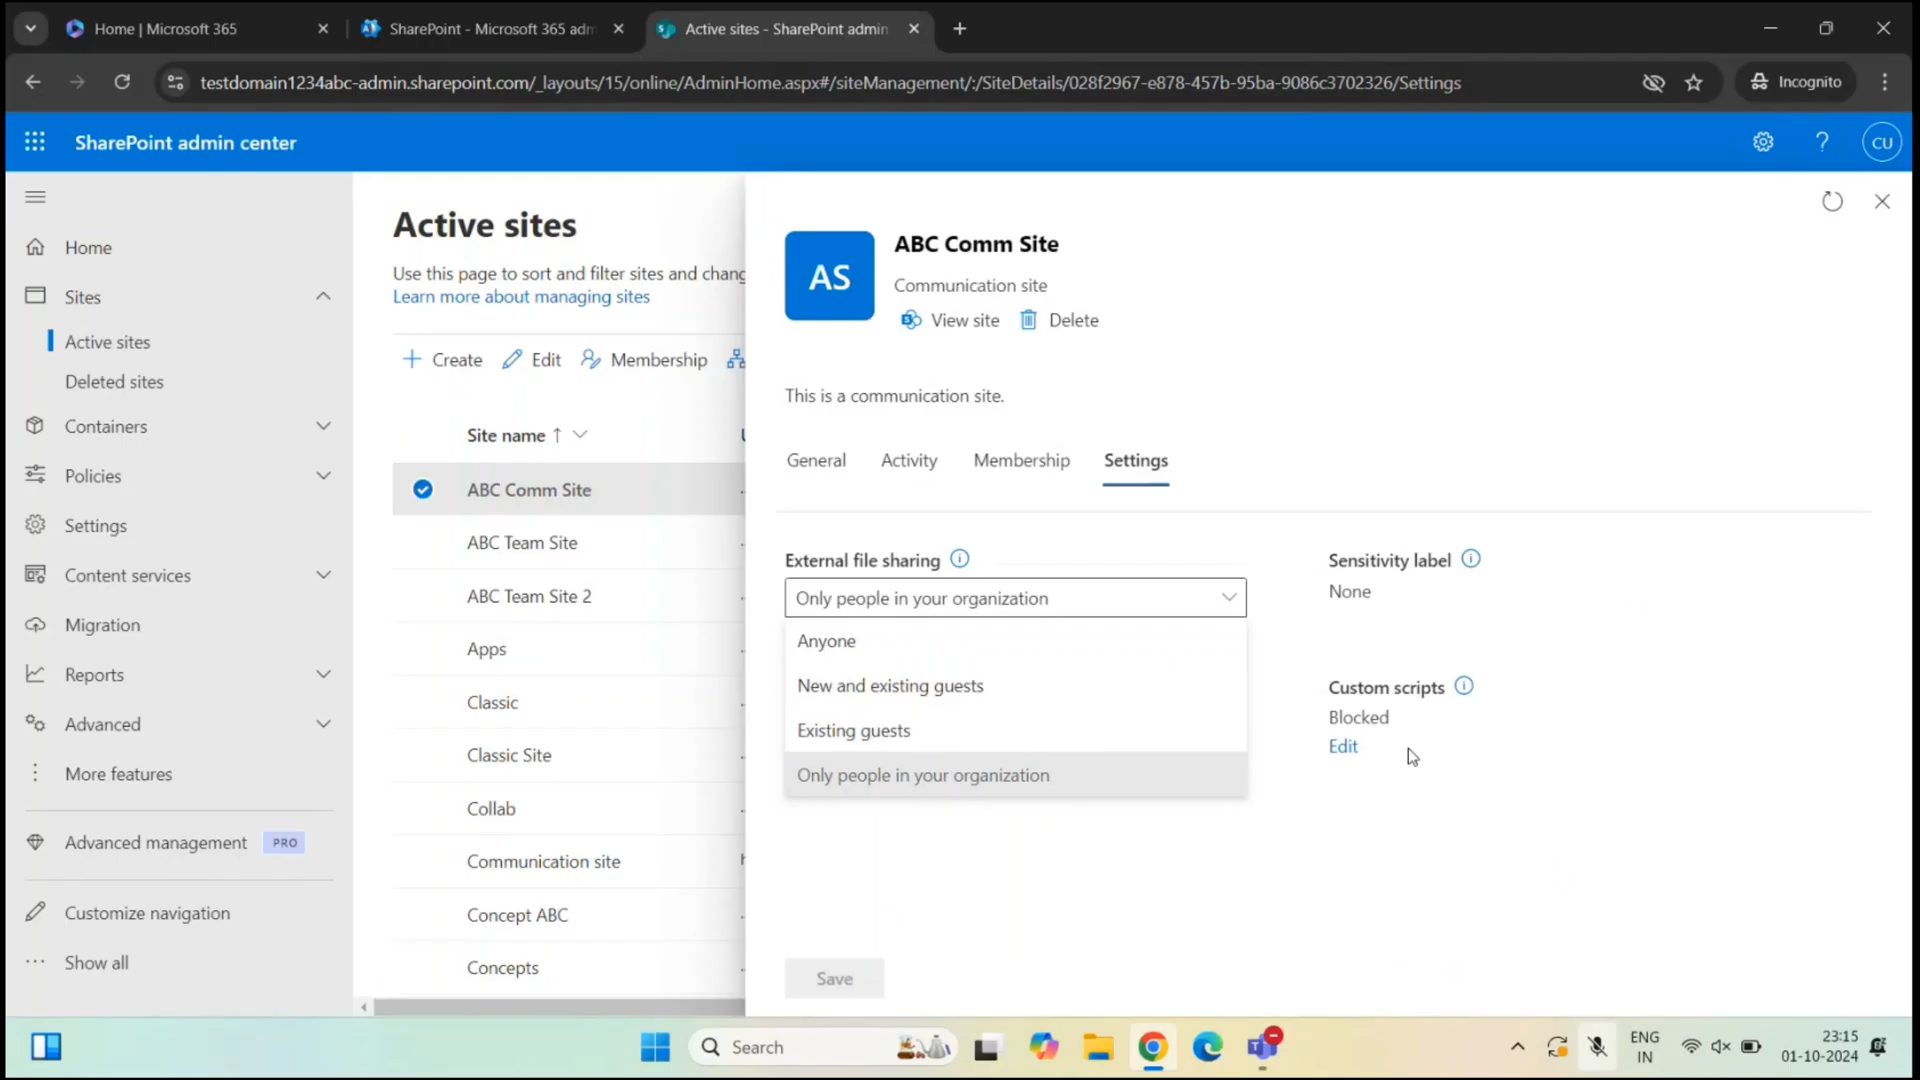 Home | Microsoft 365
SharePoint - Microsoft 365 adm
Active sites - SharePoint admin
testdomain1234abc-admin.sharepoint.com/_layouts/15/online/AdminHome.aspx#/siteManagement/:/SiteDetails/028f2967-e878-457b-95ba-9086c3702326/Settings
Incognito
SharePoint admin center
CU
Home
Sites
Active sites
Deleted sites
Containers
Policies
Settings
Content services
Migration
Reports
Advanced
More features
Advanced management PRO
Customize navigation
Show all
Active sites
Use this page to sort and filter sites and chang
Learn more about managing sites
Create
Edit
Membership
Site name
ABC Comm Site
ABC Team Site
ABC Team Site 2
Apps
Classic
Classic Site
Collab
Communication site
Concept ABC
Concepts
AS
ABC Comm Site
Communication site
View site
Delete
This is a communication site.
General
Activity
Membership
Settings
External file sharing
Only people in your organization
Anyone
New and existing guests
Existing guests
Only people in your organization
Sensitivity label
None
Custom scripts
Blocked
Edit
Save
Search
ENG
IN
23:15
01-10-2024